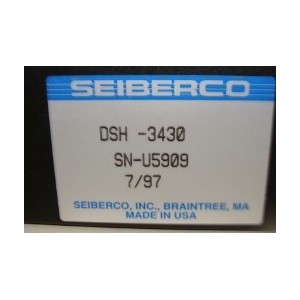 SEIBERCO
DSH -3430
SN-U5909
7/97
SEIBERCO, INC., BRAINTREE, MA
MADE IN USA